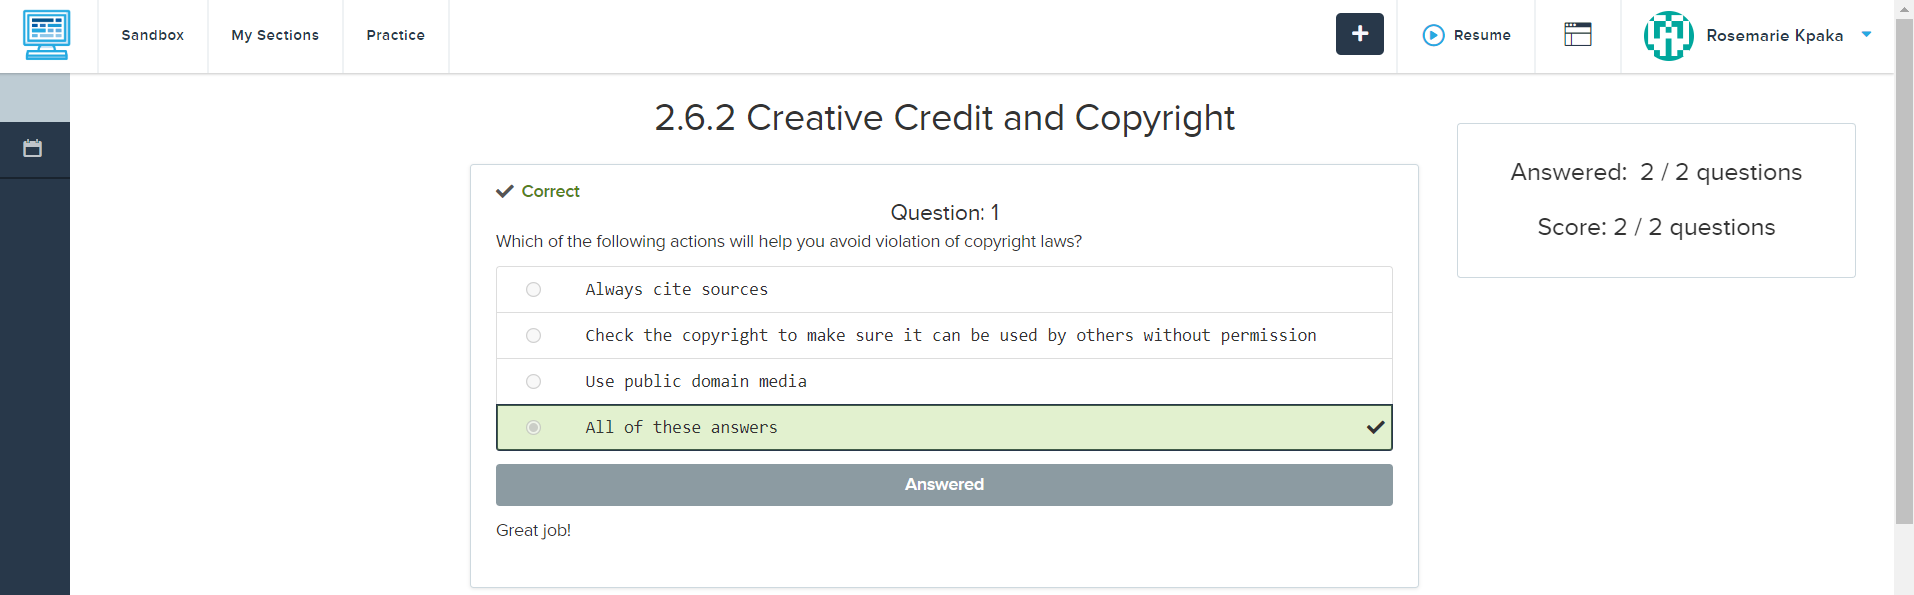 Sandbox
My Sections
Practice
+
Resume
Rosemarie Kpaka
2.6.2 Creative Credit and Copyright
Correct
Question: 1
Which of the following actions will help you avoid violation of copyright laws?
Always cite sources
Check the copyright to make sure it can be used by others without permission
Use public domain media
All of these answers
Answered
Great job!
Answered: 2 / 2 questions
Score: 2 / 2 questions